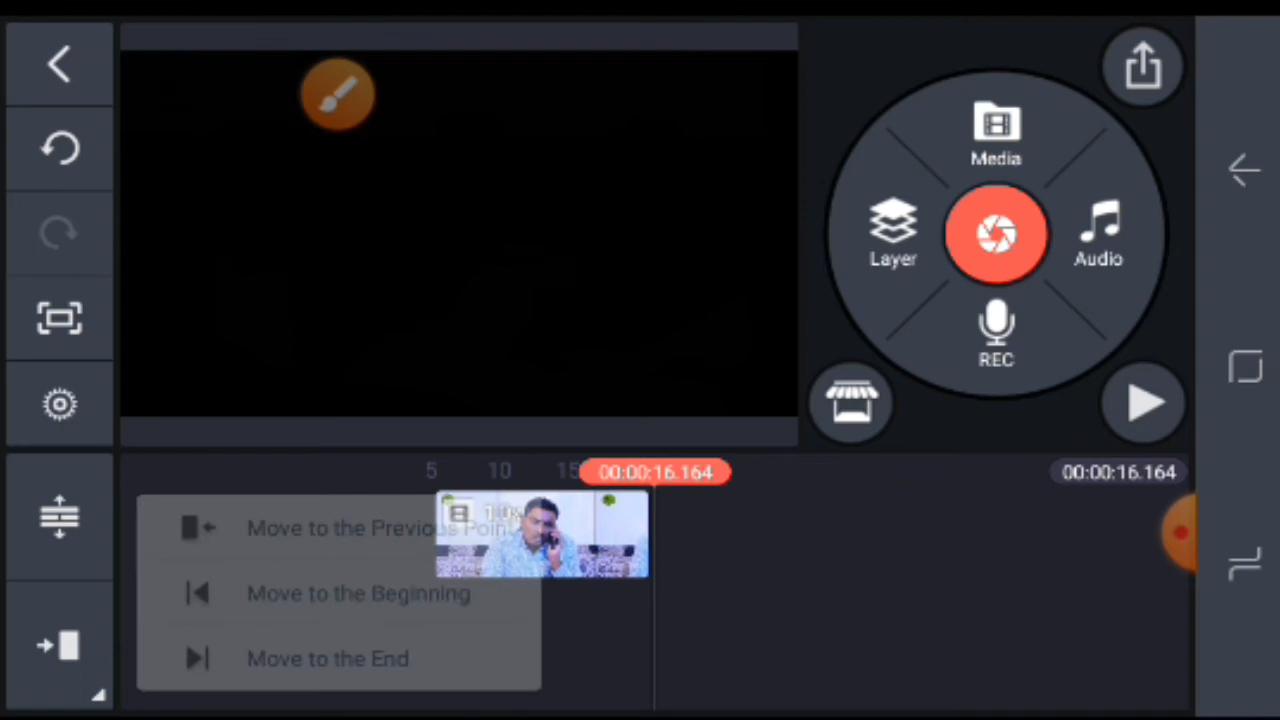 Media
Layer
Audio
REC
5
10
15
00:00:16.164
00:00:16.164
Move to the Previous Point
Move to the Beginning
Move to the End